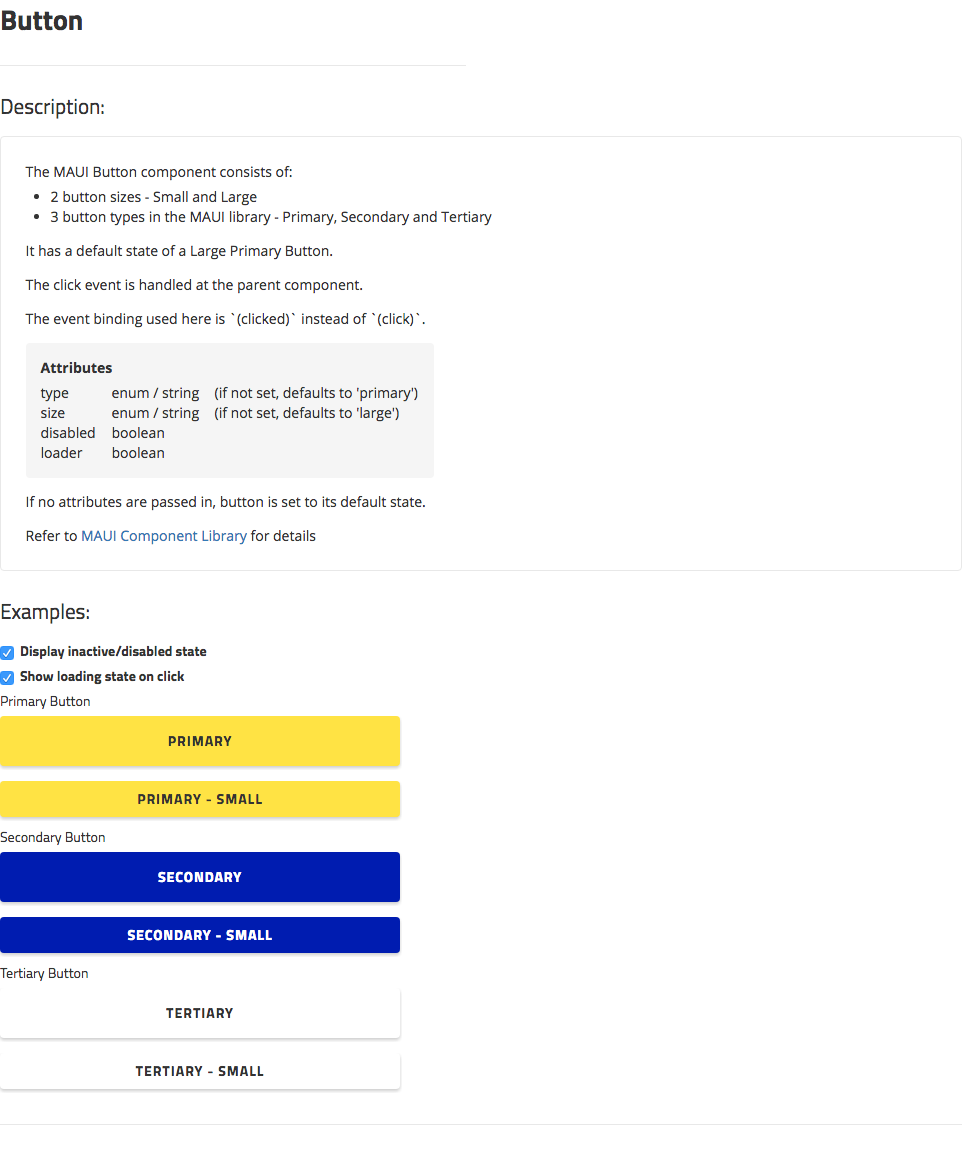 Button
Description:
The MAUI Button component consists of:
2 button sizes - Small and Large
3 button types in the MAUI library - Primary, Secondary and Tertiary
It has a default state of a Large Primary Button.
The click event is handled at the parent component.
The event binding used here is `(clicked)` instead of `(click)`.
Attributes
type enum / string (if not set, defaults to 'primary')
size enum / string (if not set, defaults to 'large')
disabled boolean
loader boolean
If no attributes are passed in, button is set to its default state.
Refer to MAUI Component Library for details
Examples:
Display inactive/disabled state
Show loading state on click
Primary Button
PRIMARY
PRIMARY - SMALL
Secondary Button
SECONDARY
SECONDARY - SMALL
Tertiary Button
TERTIARY
TERTIARY - SMALL